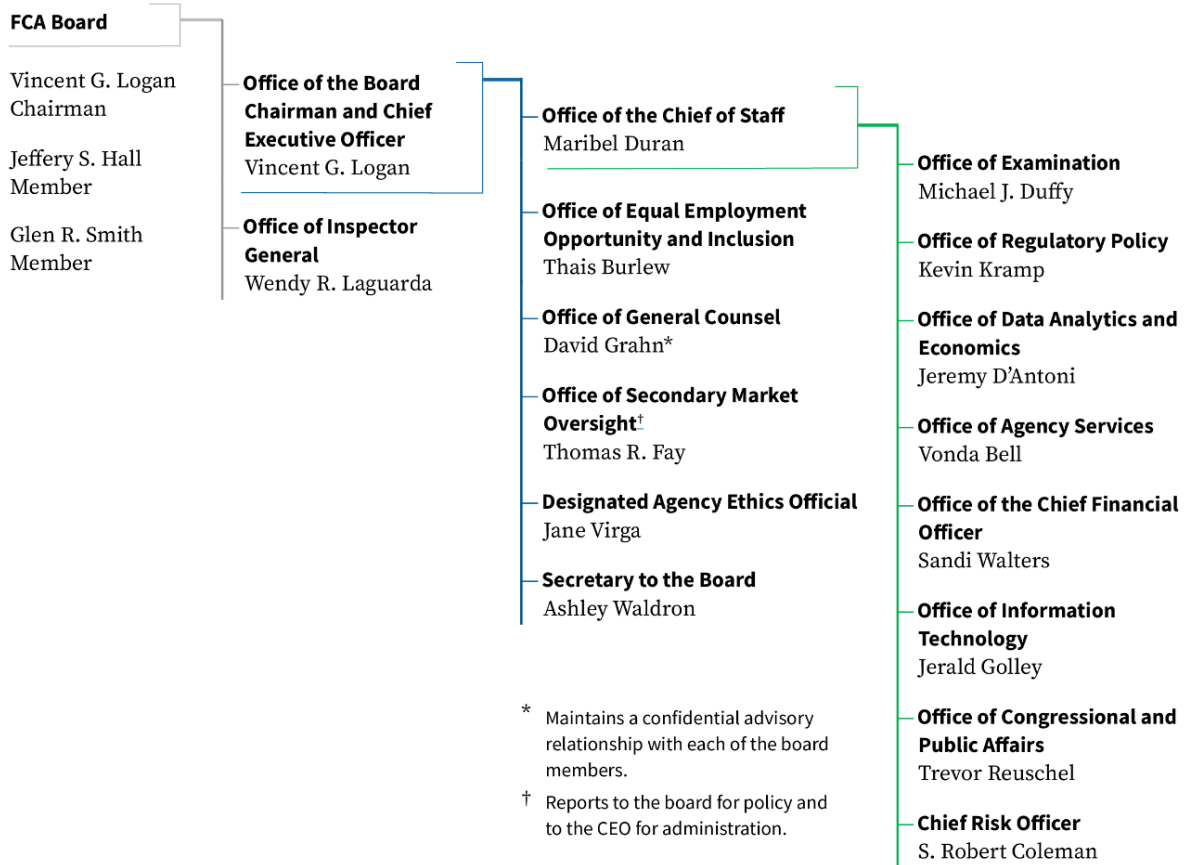 FCA Board
Vincent G. Logan
Chairman
Jeffery S. Hall
Member
Glen R. Smith
Member
Office of the Board
Chairman and Chief
Executive Officer
Vincent G. Logan
Office of Inspector
General
Wendy R. Laguarda
Office of the Chief of Staff
Maribel Duran
Office of Equal Employment
Opportunity and Inclusion
Thais Burlew
Office of General Counsel
David Grahn*
Office of Secondary Market
Oversight†
Thomas R. Fay
Designated Agency Ethics Official
Jane Virga
Secretary to the Board
Ashley Waldron
* Maintains a confidential advisory
relationship with each of the board
members.
† Reports to the board for policy and
to the CEO for administration.
Office of Examination
Michael J. Duffy
Office of Regulatory Policy
Kevin Kramp
Office of Data Analytics and
Economics
Jeremy D’Antoni
Office of Agency Services
Vonda Bell
Office of the Chief Financial
Officer
Sandi Walters
Office of Information
Technology
Jerald Golley
Office of Congressional and
Public Affairs
Trevor Reuschel
Chief Risk Officer
S. Robert Coleman